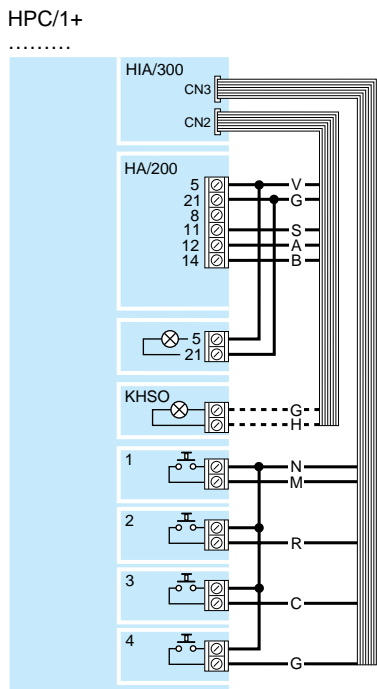 HPC/1+
.........
HIA/300
CN3
CN2
HA/200
5 V
21 G
8
11 S
12 A
14 B
5
21
KHSO
G
H
1
N
M
2
R
3
C
4
G